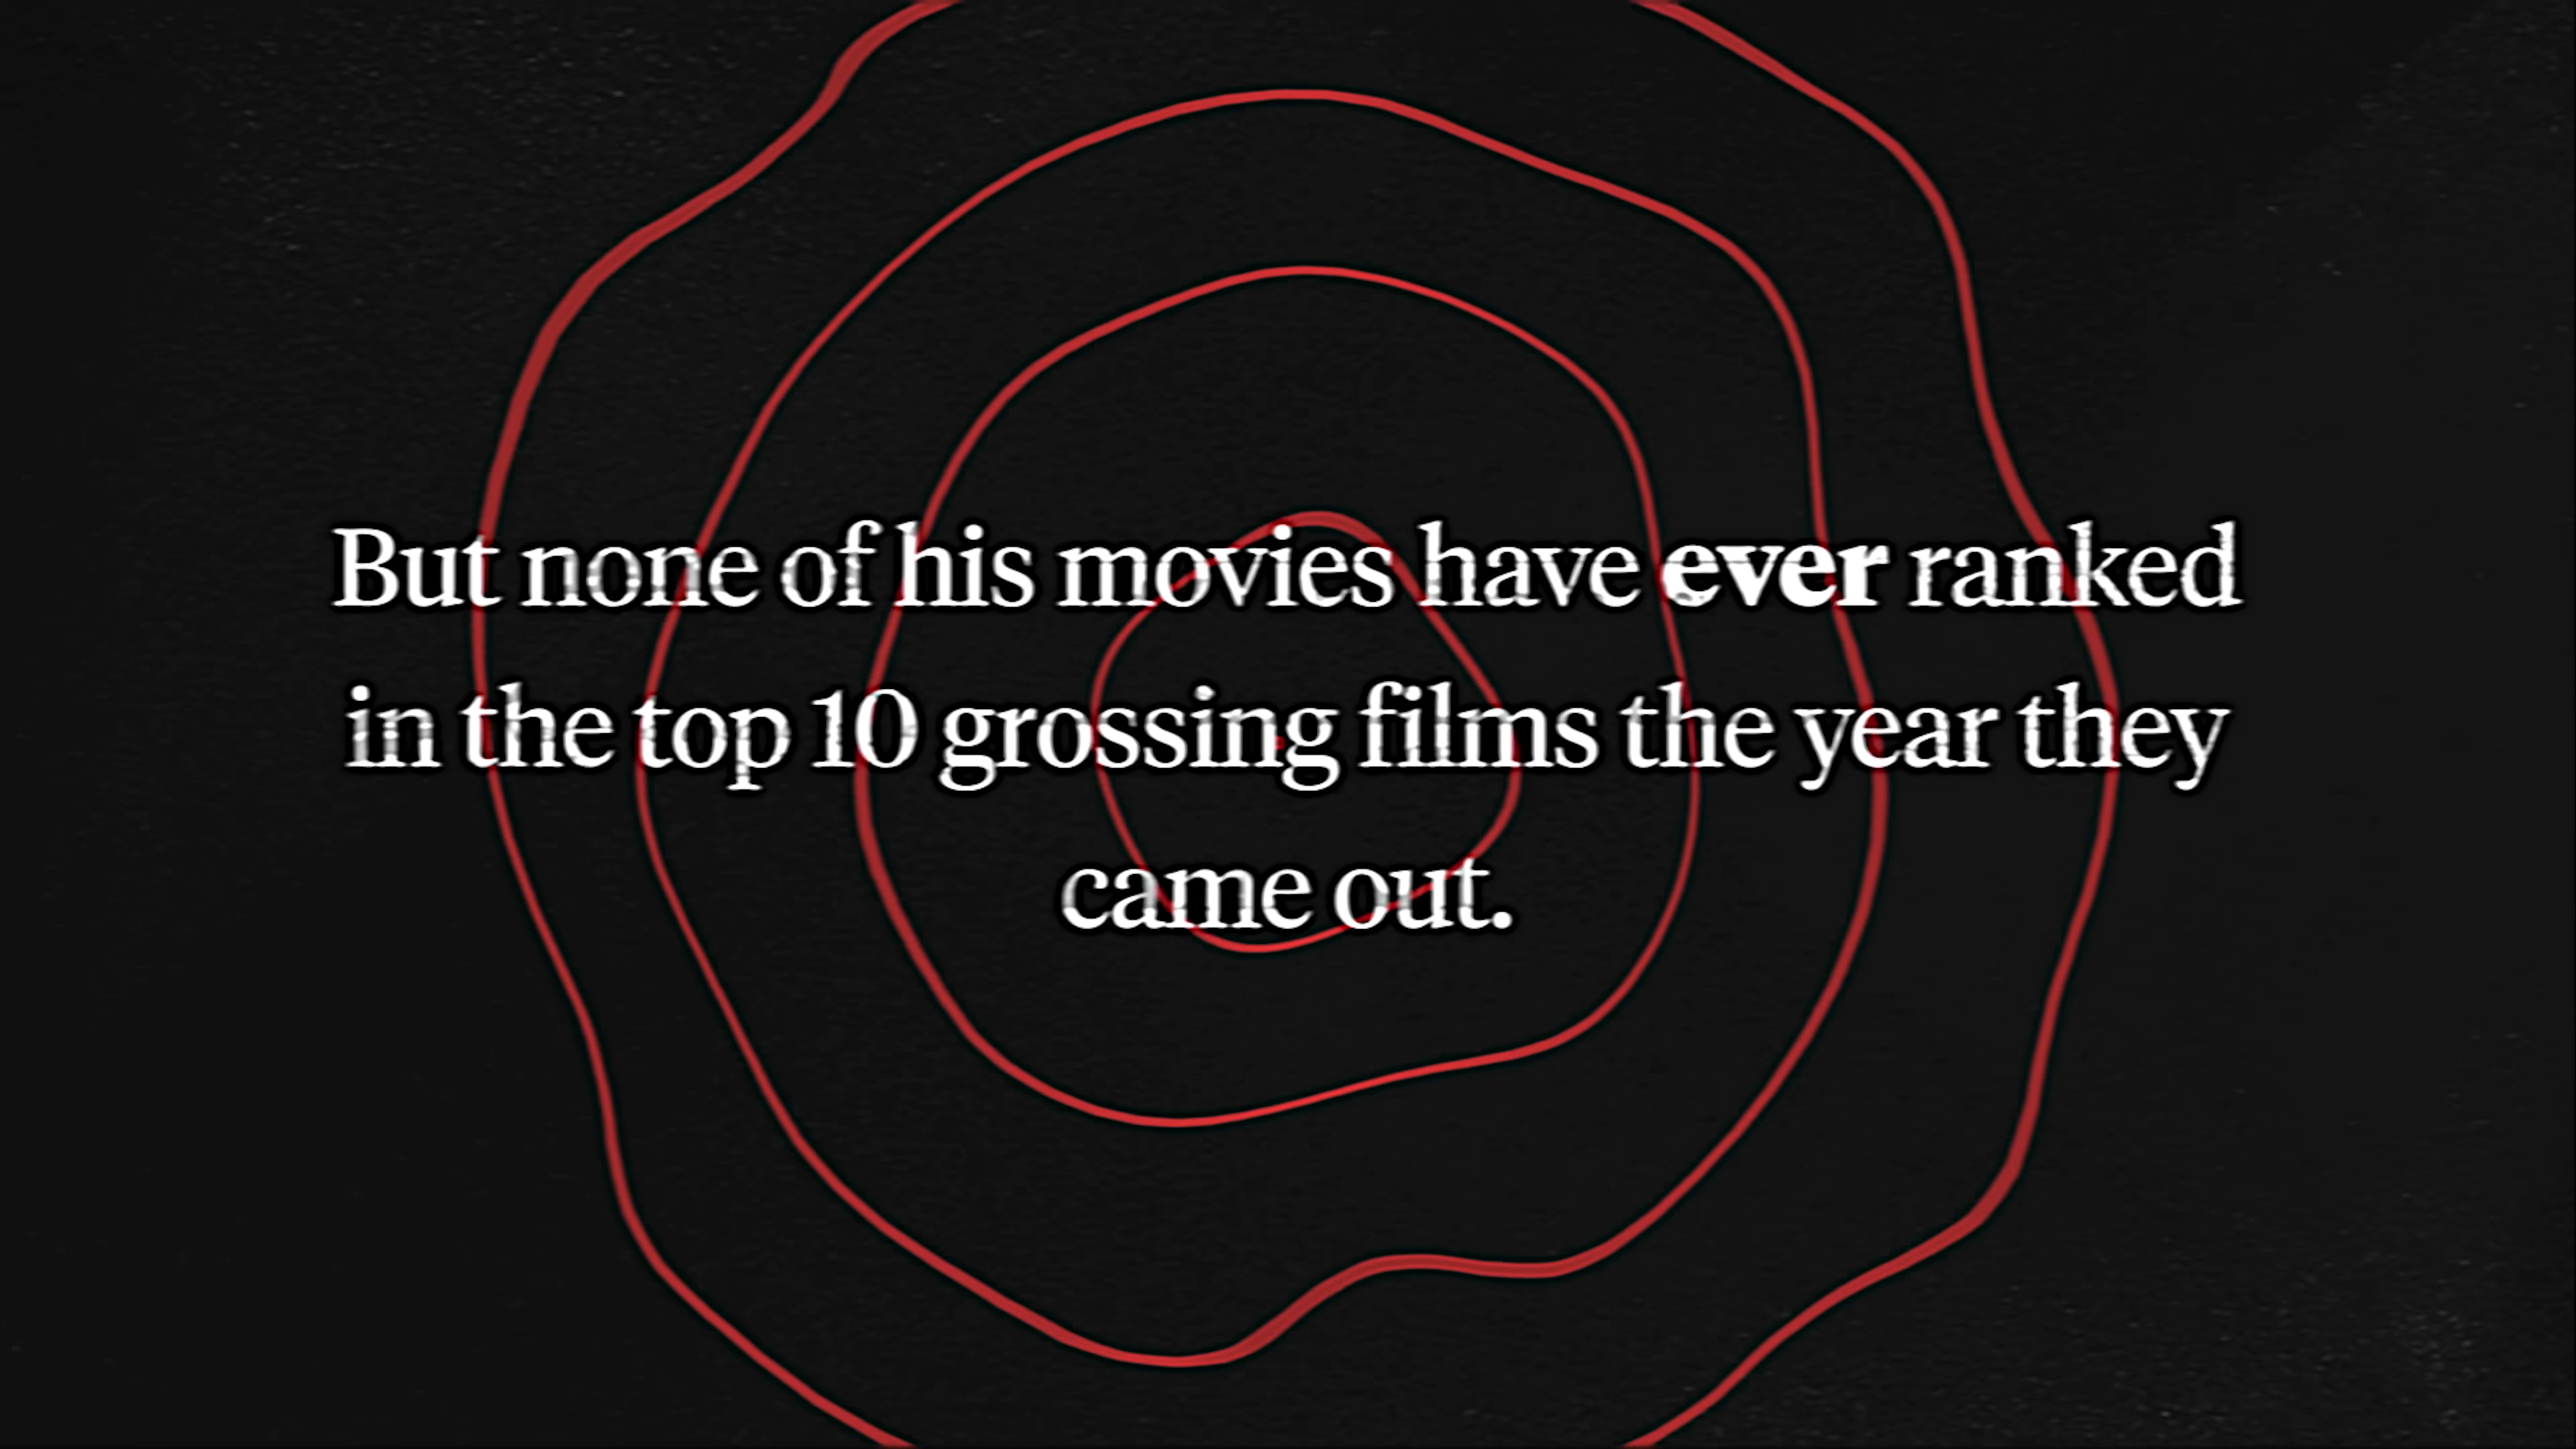 But none of his movies have ever ranked
in the top 10 grossing films the year they
came out.